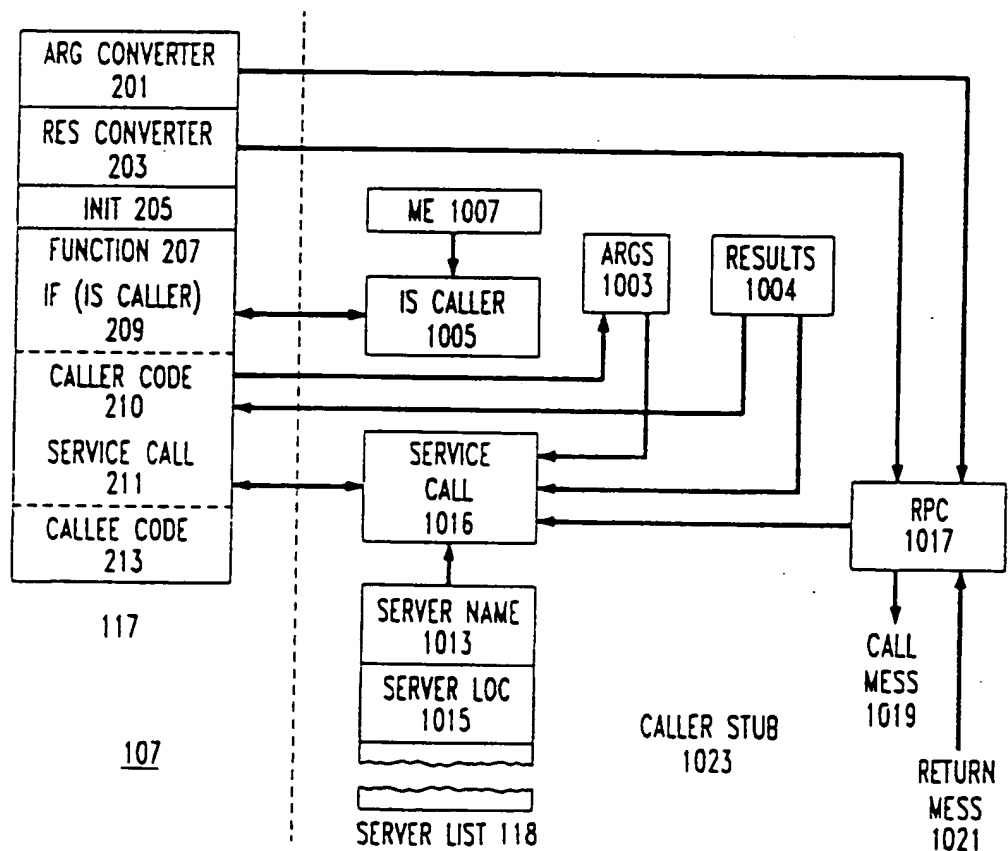 ARG CONVERTER
201
RES CONVERTER
203
INIT 205
FUNCTION 207
IF (IS CALLER)
209
CALLER CODE
210
SERVICE CALL
211
CALLEE CODE
213
117
107
ME 1007
IS CALLER
1005
ARGS
1003
RESULTS
1004
SERVICE
CALL
1016
SERVER NAME
1013
SERVER LOC
1015
SERVER LIST 118
RPC
1017
CALL
MESS
1019
CALLER STUB
1023
RETURN
MESS
1021